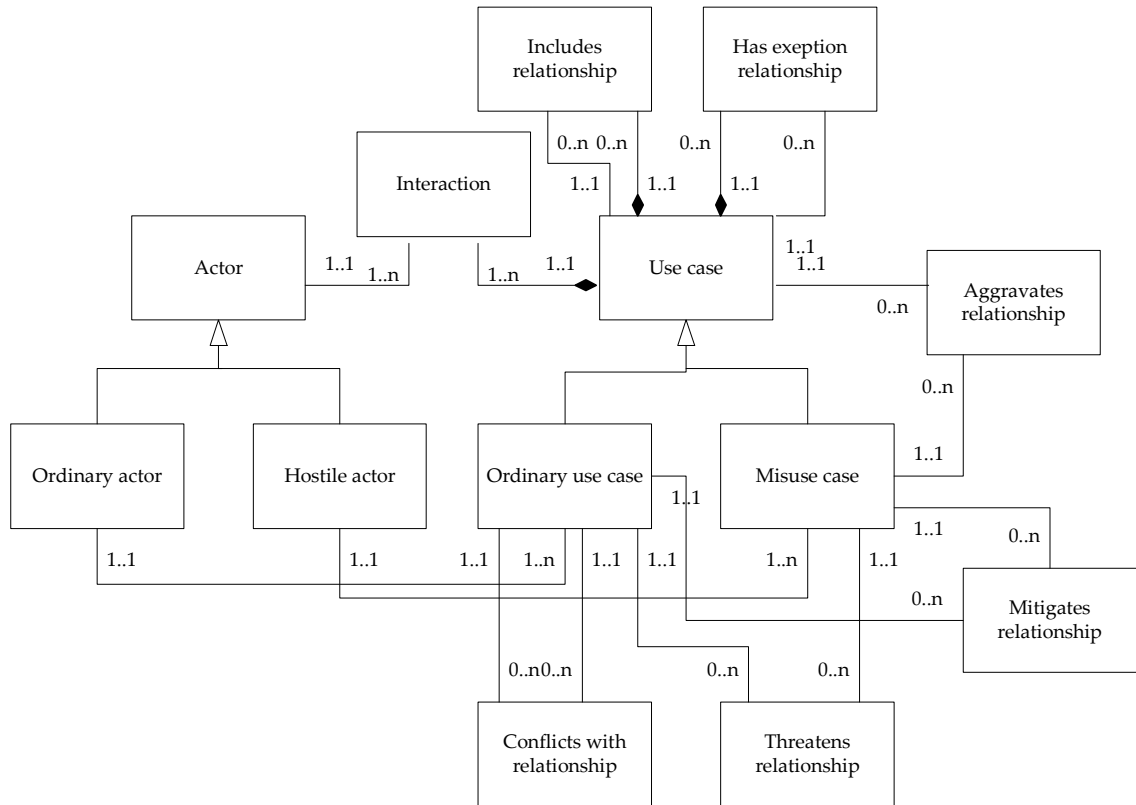 Includes
relationship
Has exeption
relationship
0..n
0..n
0..n
0..n
Interaction
1..1
1..1
1..1
Actor
1..1
1..n
1..n
1..1
Use case
1..1
1..1
0..n
Aggravates
relationship
0..n
Ordinary actor
Hostile actor
Ordinary use case
Misuse case
1..1
1..1
1..1
0..n
1..1
1..1
1..1
1..n
1..1
1..1
1..n
1..1
0..n
Mitigates
relationship
0..n
0..n
0..n
0..n
Conflicts with
relationship
Threatens
relationship